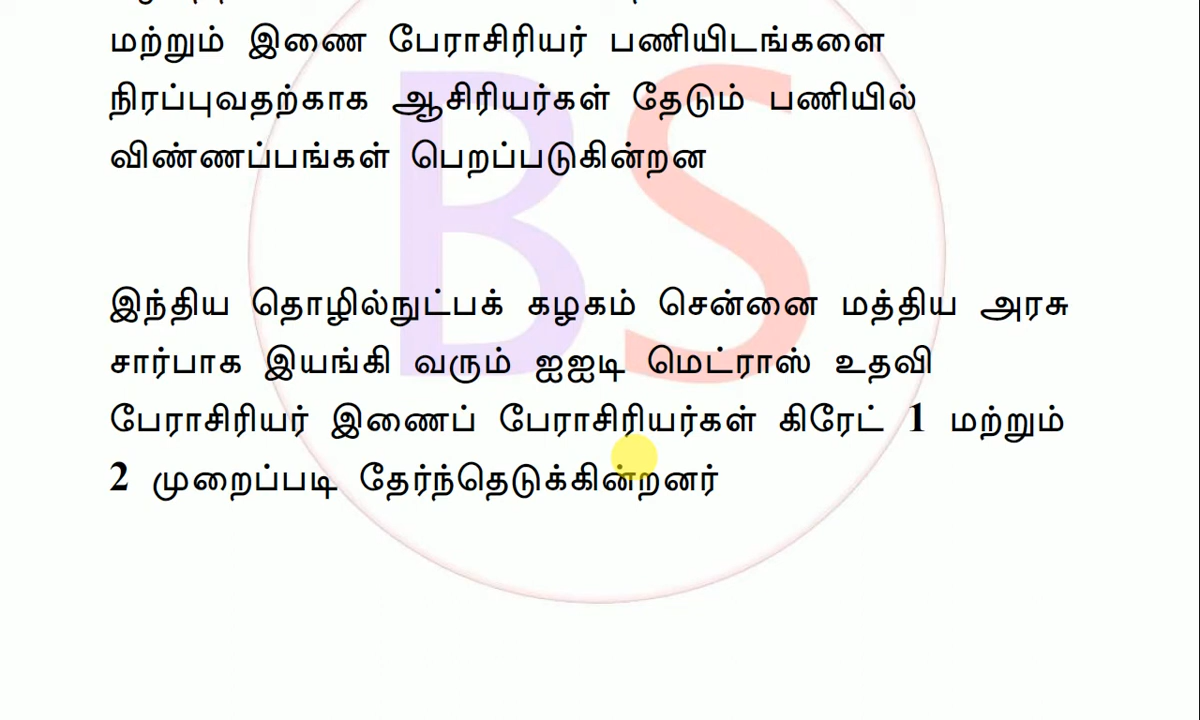 மற்றும் இணை பேராசிரியர் பணியிடங்களை
நிரப்புவதற்காக ஆசிரியர்கள் தேடும் பணியில்
விண்ணப்பங்கள் பெறப்படுகின்றன
BS
இந்திய தொழில்நுட்பக் கழகம் சென்னை மத்திய அரசு
சார்பாக இயங்கி வரும் ஐஐடி மெட்ராஸ் உதவி
பேராசிரியர் இணைப் பேராசிரியர்கள் கிரேட் 1 மற்றும்
2 முறைப்படி தேர்ந்தெடுக்கின்றனர்